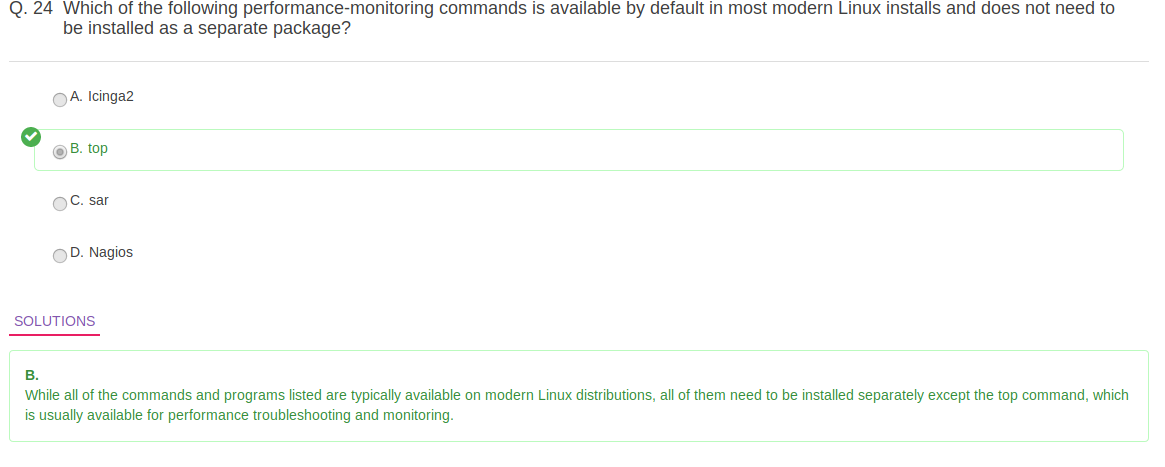 Q. 24 Which of the following performance-monitoring commands is available by default in most modern Linux installs and does not need to
be installed as a separate package?
A. Icinga2
B. top
C. sar
D. Nagios
SOLUTIONS
B.
While all of the commands and programs listed are typically available on modern Linux distributions, all of them need to be installed separately except the top command, which
is usually available for performance troubleshooting and monitoring.